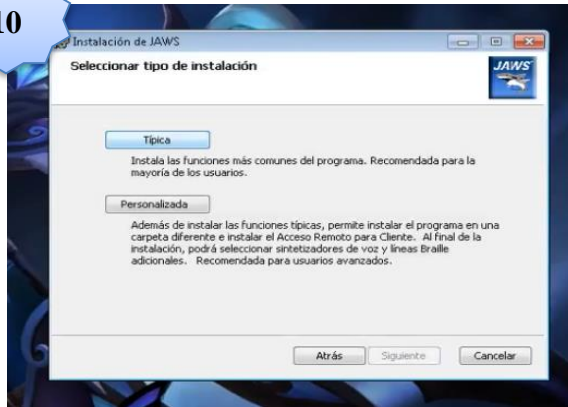 10
Instalación de JAWS
Seleccionar tipo de instalación
JAWS
Típica
Instala las funciones más comunes del programa. Recomendada para la
mayoría de los usuarios.
Personalizada
Además de instalar las funciones típicas, permite instalar el programa en una
carpeta diferente e instalar el Acceso Remoto para Cliente. Al final de la
instalación, podrá seleccionar sintetizadores de voz y líneas Braille
adicionales. Recomendada para usuarios avanzados.
Atrás Siguiente Cancelar